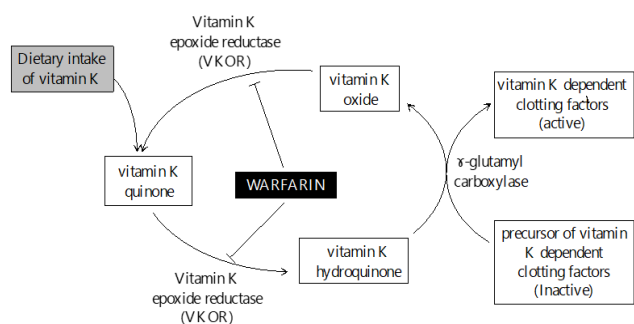 Vitamin K
epoxide reductase
(VKOR)
Dietary intake
of vitamin K
vitamin K
oxide
vitamin K dependent
clotting factors
(active)
ɤ-glutamyl
carboxylase
vitamin K
quinone
WARFARIN
vitamin K
hydroquinone
precursor of vitamin
K dependent
clotting factors
(Inactive)
Vitamin K
epoxide reductase
(VKOR)